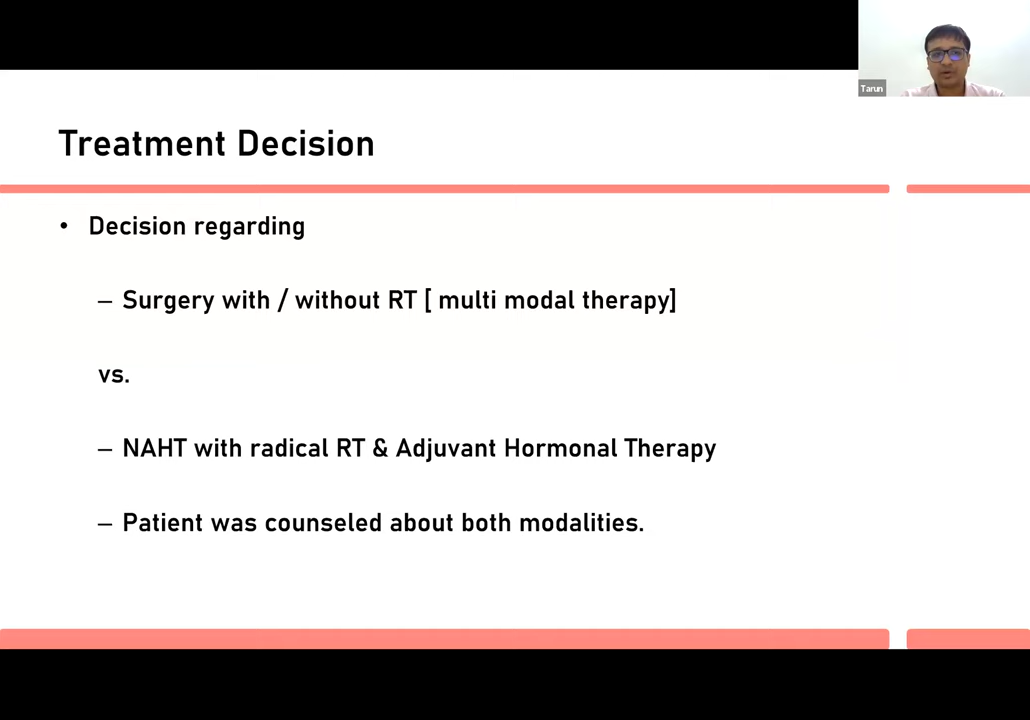 Tarun
Treatment Decision
• Decision regarding
– Surgery with / without RT [ multi modal therapy]
vs.
– NAHT with radical RT & Adjuvant Hormonal Therapy
– Patient was counseled about both modalities.